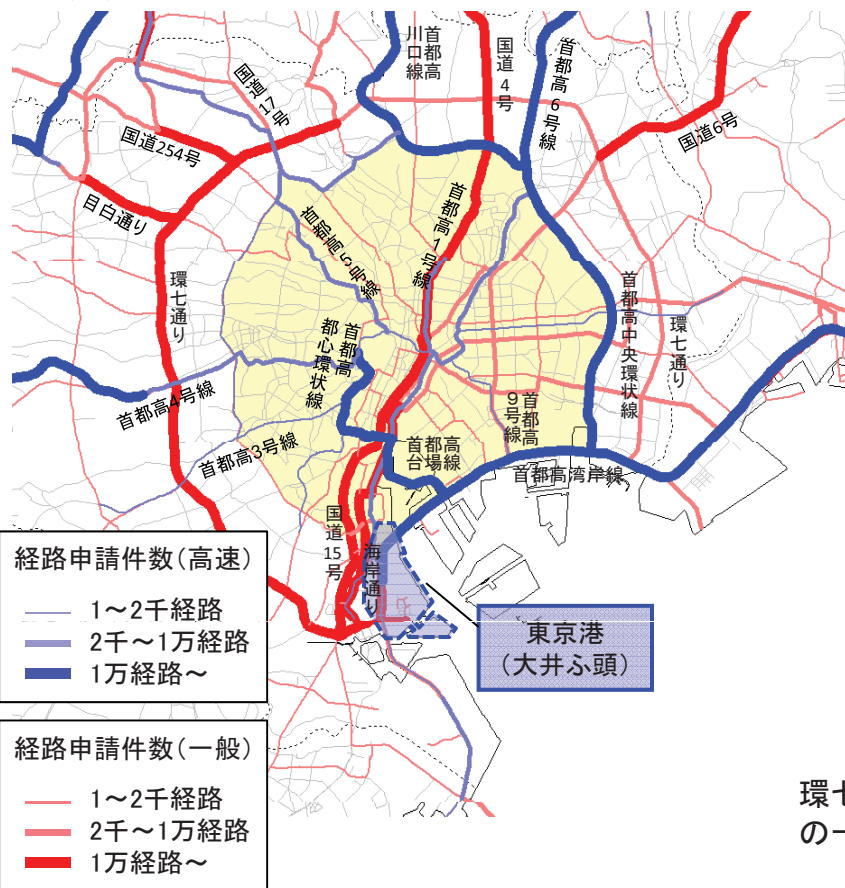 首都高
川口線
国道4号
首都高6号線
国道17号
国道254号
国道6号
目白通り
首都高5号線
首都高1号線
環七通り
首都高
都心環状線
首都高中央環状線
環七通り
首都高4号線
首都高
9号線
首都高3号線
首都高
台場線
首都高湾岸線
国道
15号
海岸通り
経路申請件数(高速)
1～2千経路
2千～1万経路
1万経路～
東京港
(大井ふ頭)
経路申請件数(一般)
1～2千経路
2千～1万経路
1万経路～
環七
の一